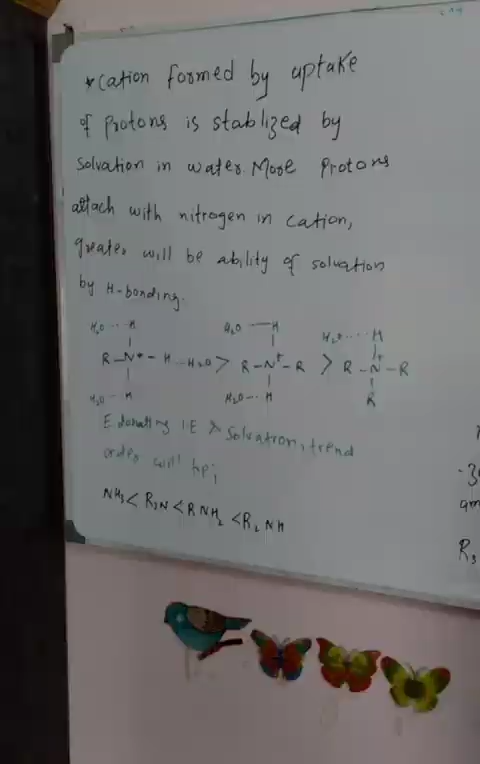 * Cation formed by uptake
of protons is stablized by
solvation in water. More protons
attach with nitrogen in cation,
greater will be ability of solvation
by H-bonding.
H₂O ---- H H₂O --- H H₂O ---- H
R - N⁺ - H --- H₂O > R - N⁺ - R > R - N⁺ - R
H₂O --- H H₂O --- H R
E donating I.E > Solvation, trend
order will be;
NH₃ < R₃N < RNH₂ < R₂NH
am
R₃